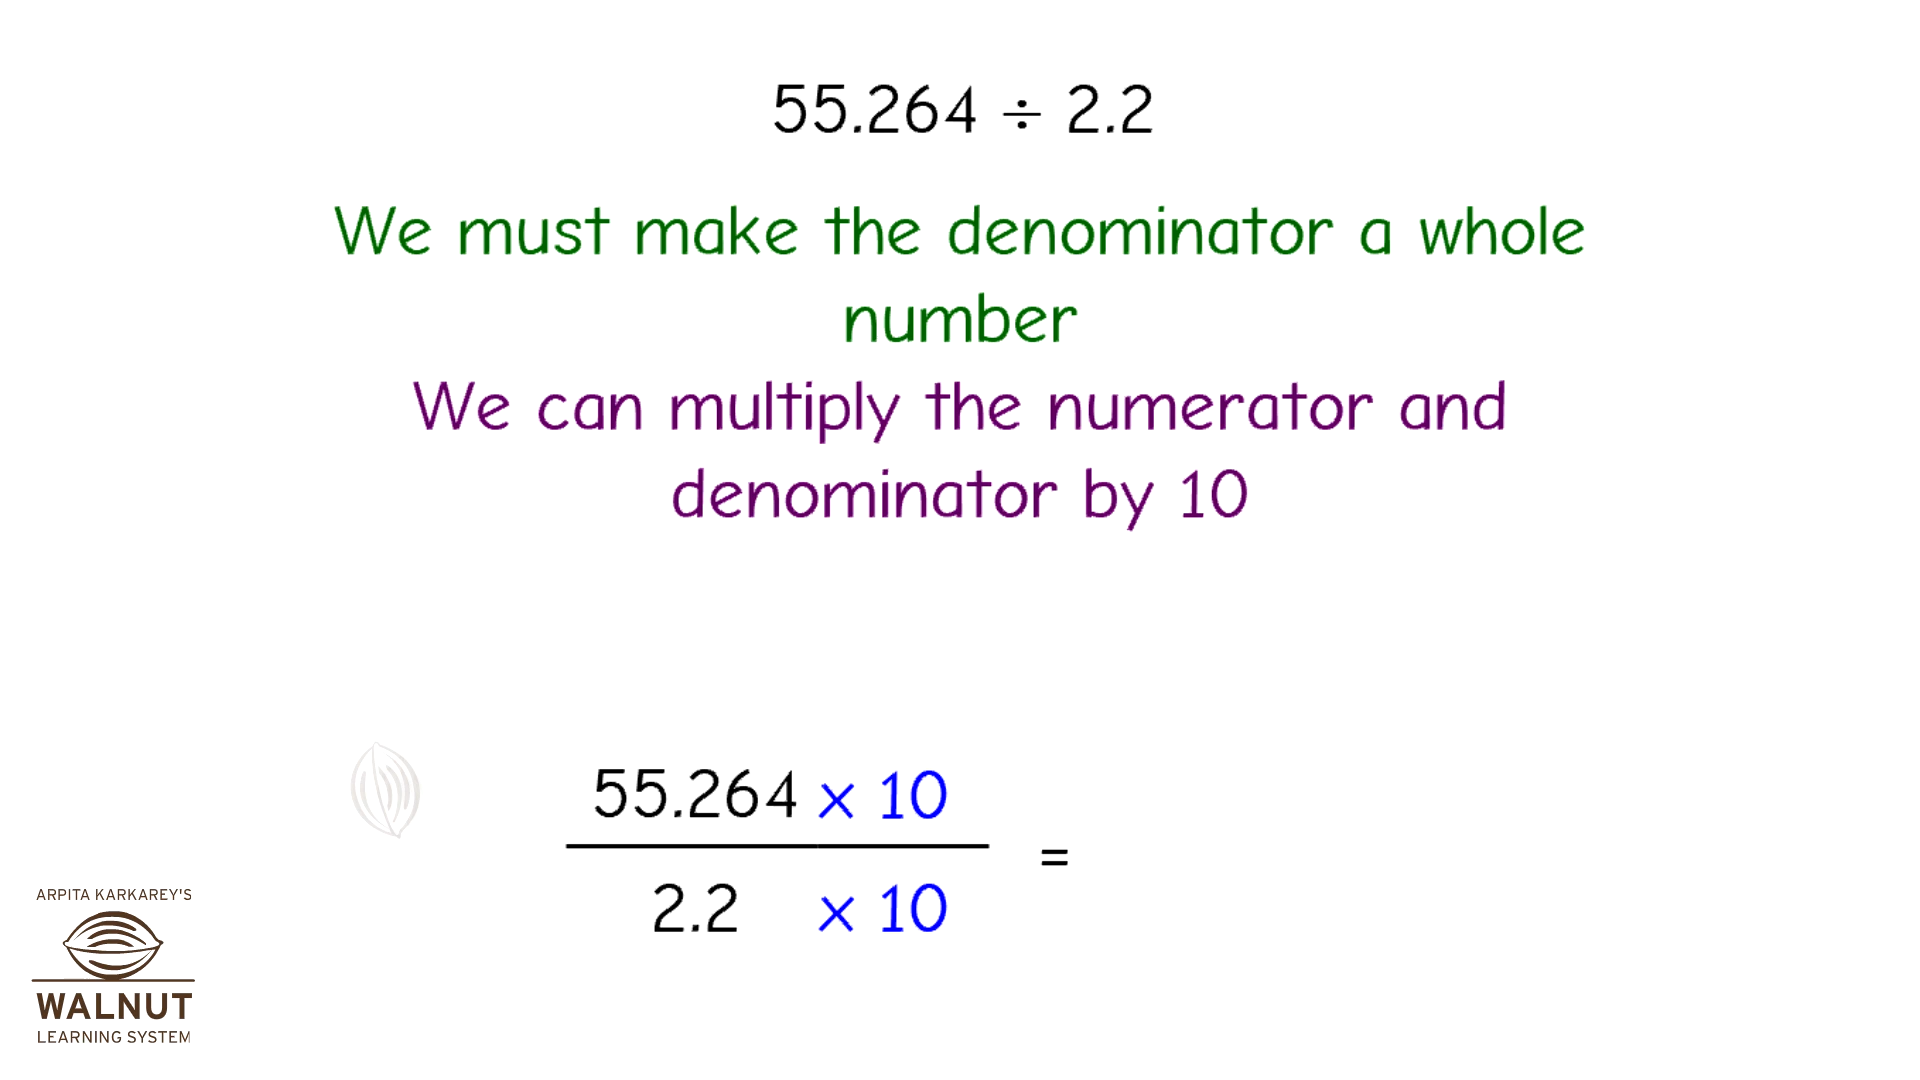 55.264 ÷ 2.2
We must make the denominator a whole
number
We can multiply the numerator and
denominator by 10
55.264 × 10
=
2.2 × 10
ARPITA KARKAREY'S
WALNUT
LEARNING SYSTEM